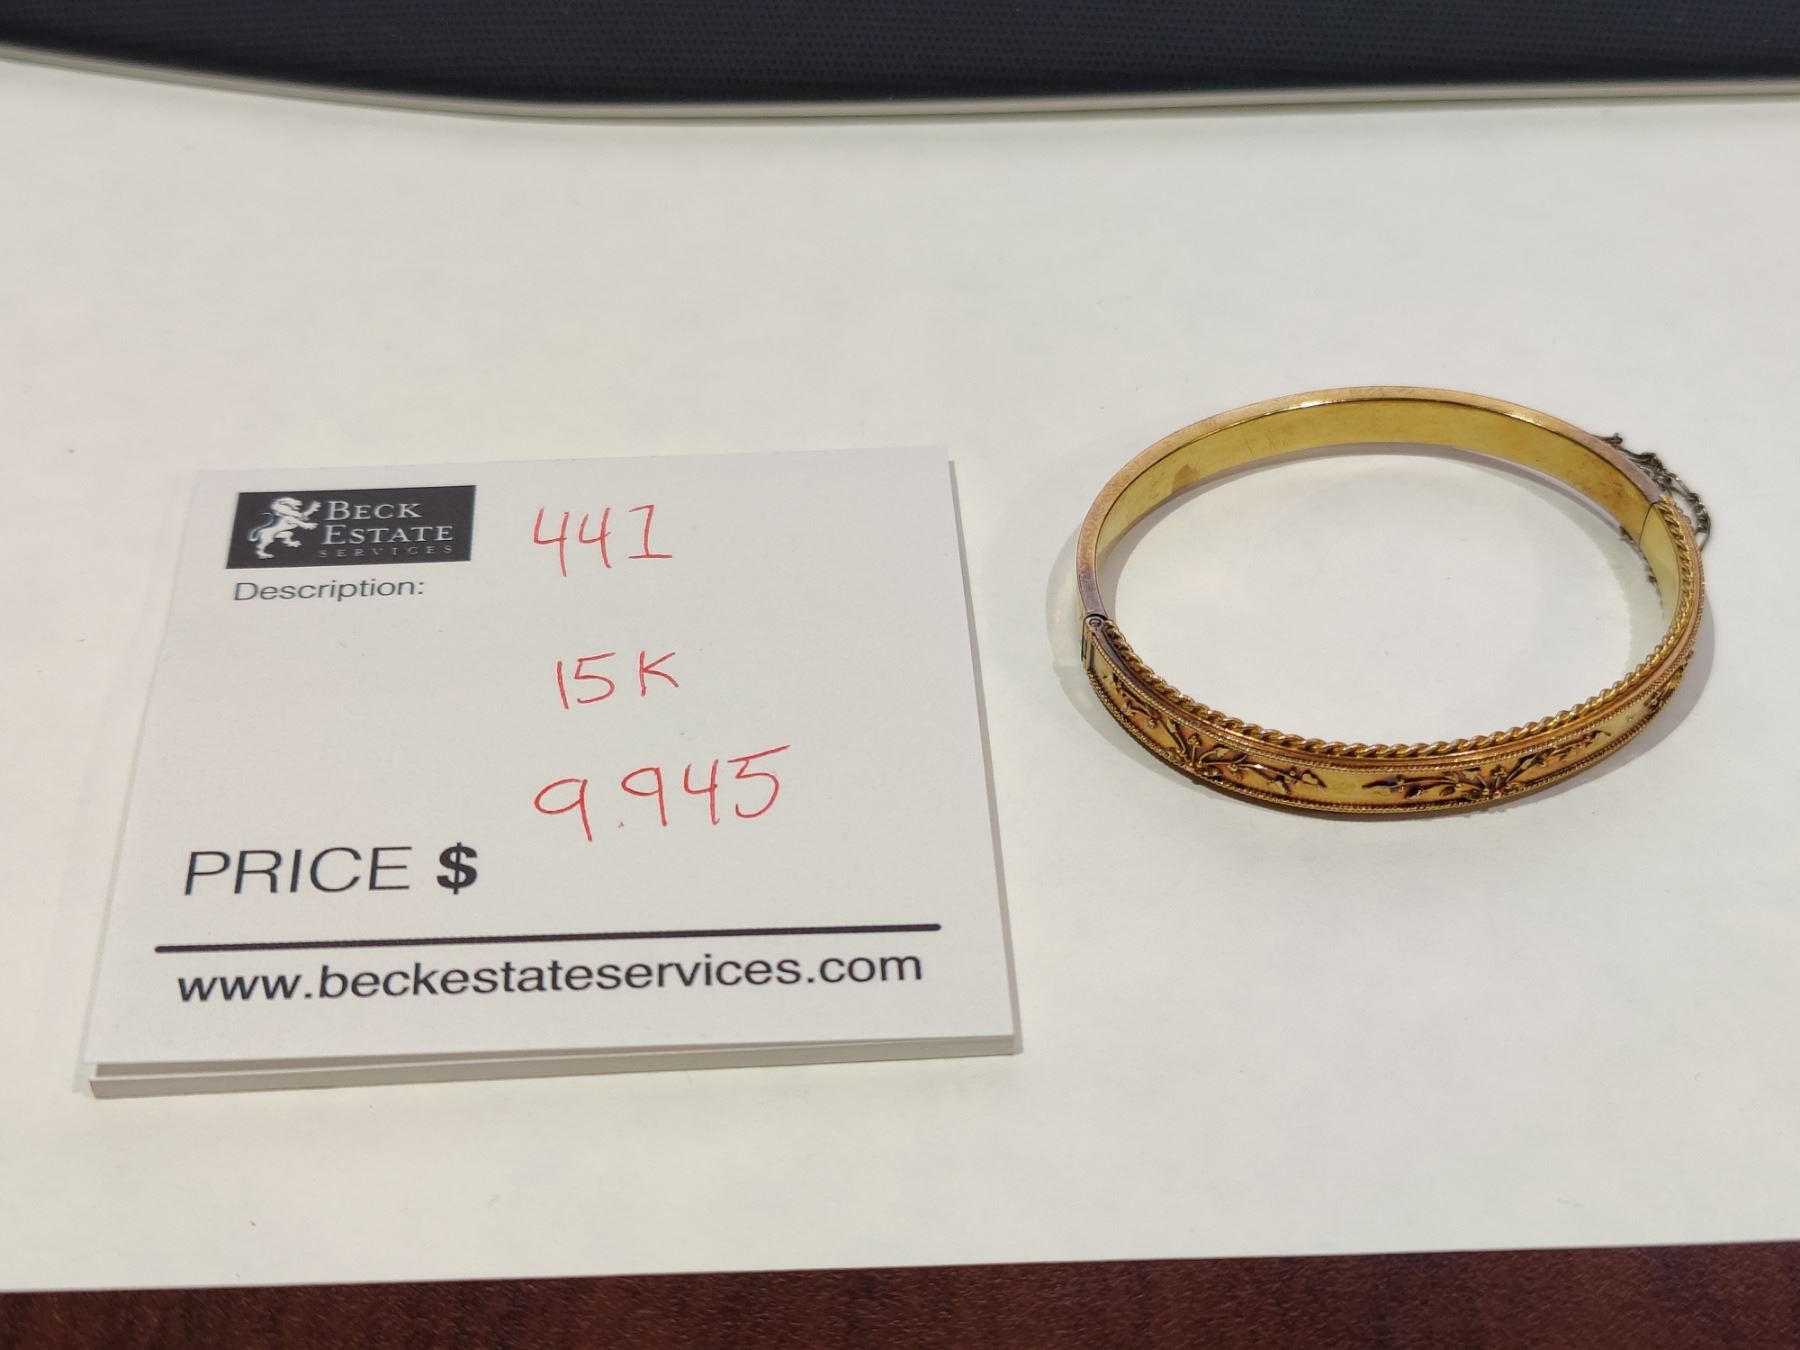 BECK
ESTATE
SERVICES
441
Description:
15K
9.945
PRICE $
www.beckestateservices.com